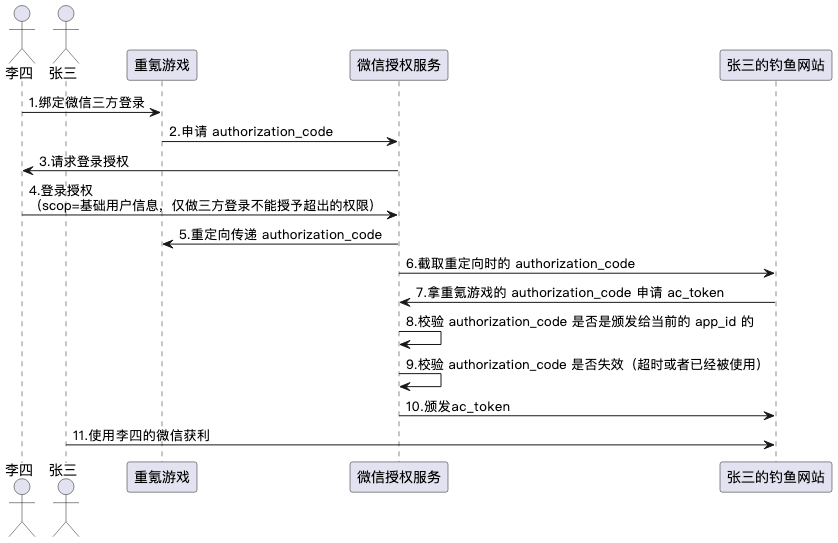 李四
张三
重氪游戏
微信授权服务
张三的钓鱼网站
1.绑定微信三方登录
2.申请 authorization_code
3.请求登录授权
4.登录授权
（scop=基础用户信息，仅做三方登录不能授予超出的权限）
5.重定向传递 authorization_code
6.截取重定向时的 authorization_code
7.拿重氪游戏的 authorization_code 申请 ac_token
8.校验 authorization_code 是否是颁发给当前的 app_id 的
9.校验 authorization_code 是否失效（超时或者已经被使用）
10.颁发ac_token
11.使用李四的微信获利
李四
张三
重氪游戏
微信授权服务
张三的钓鱼网站